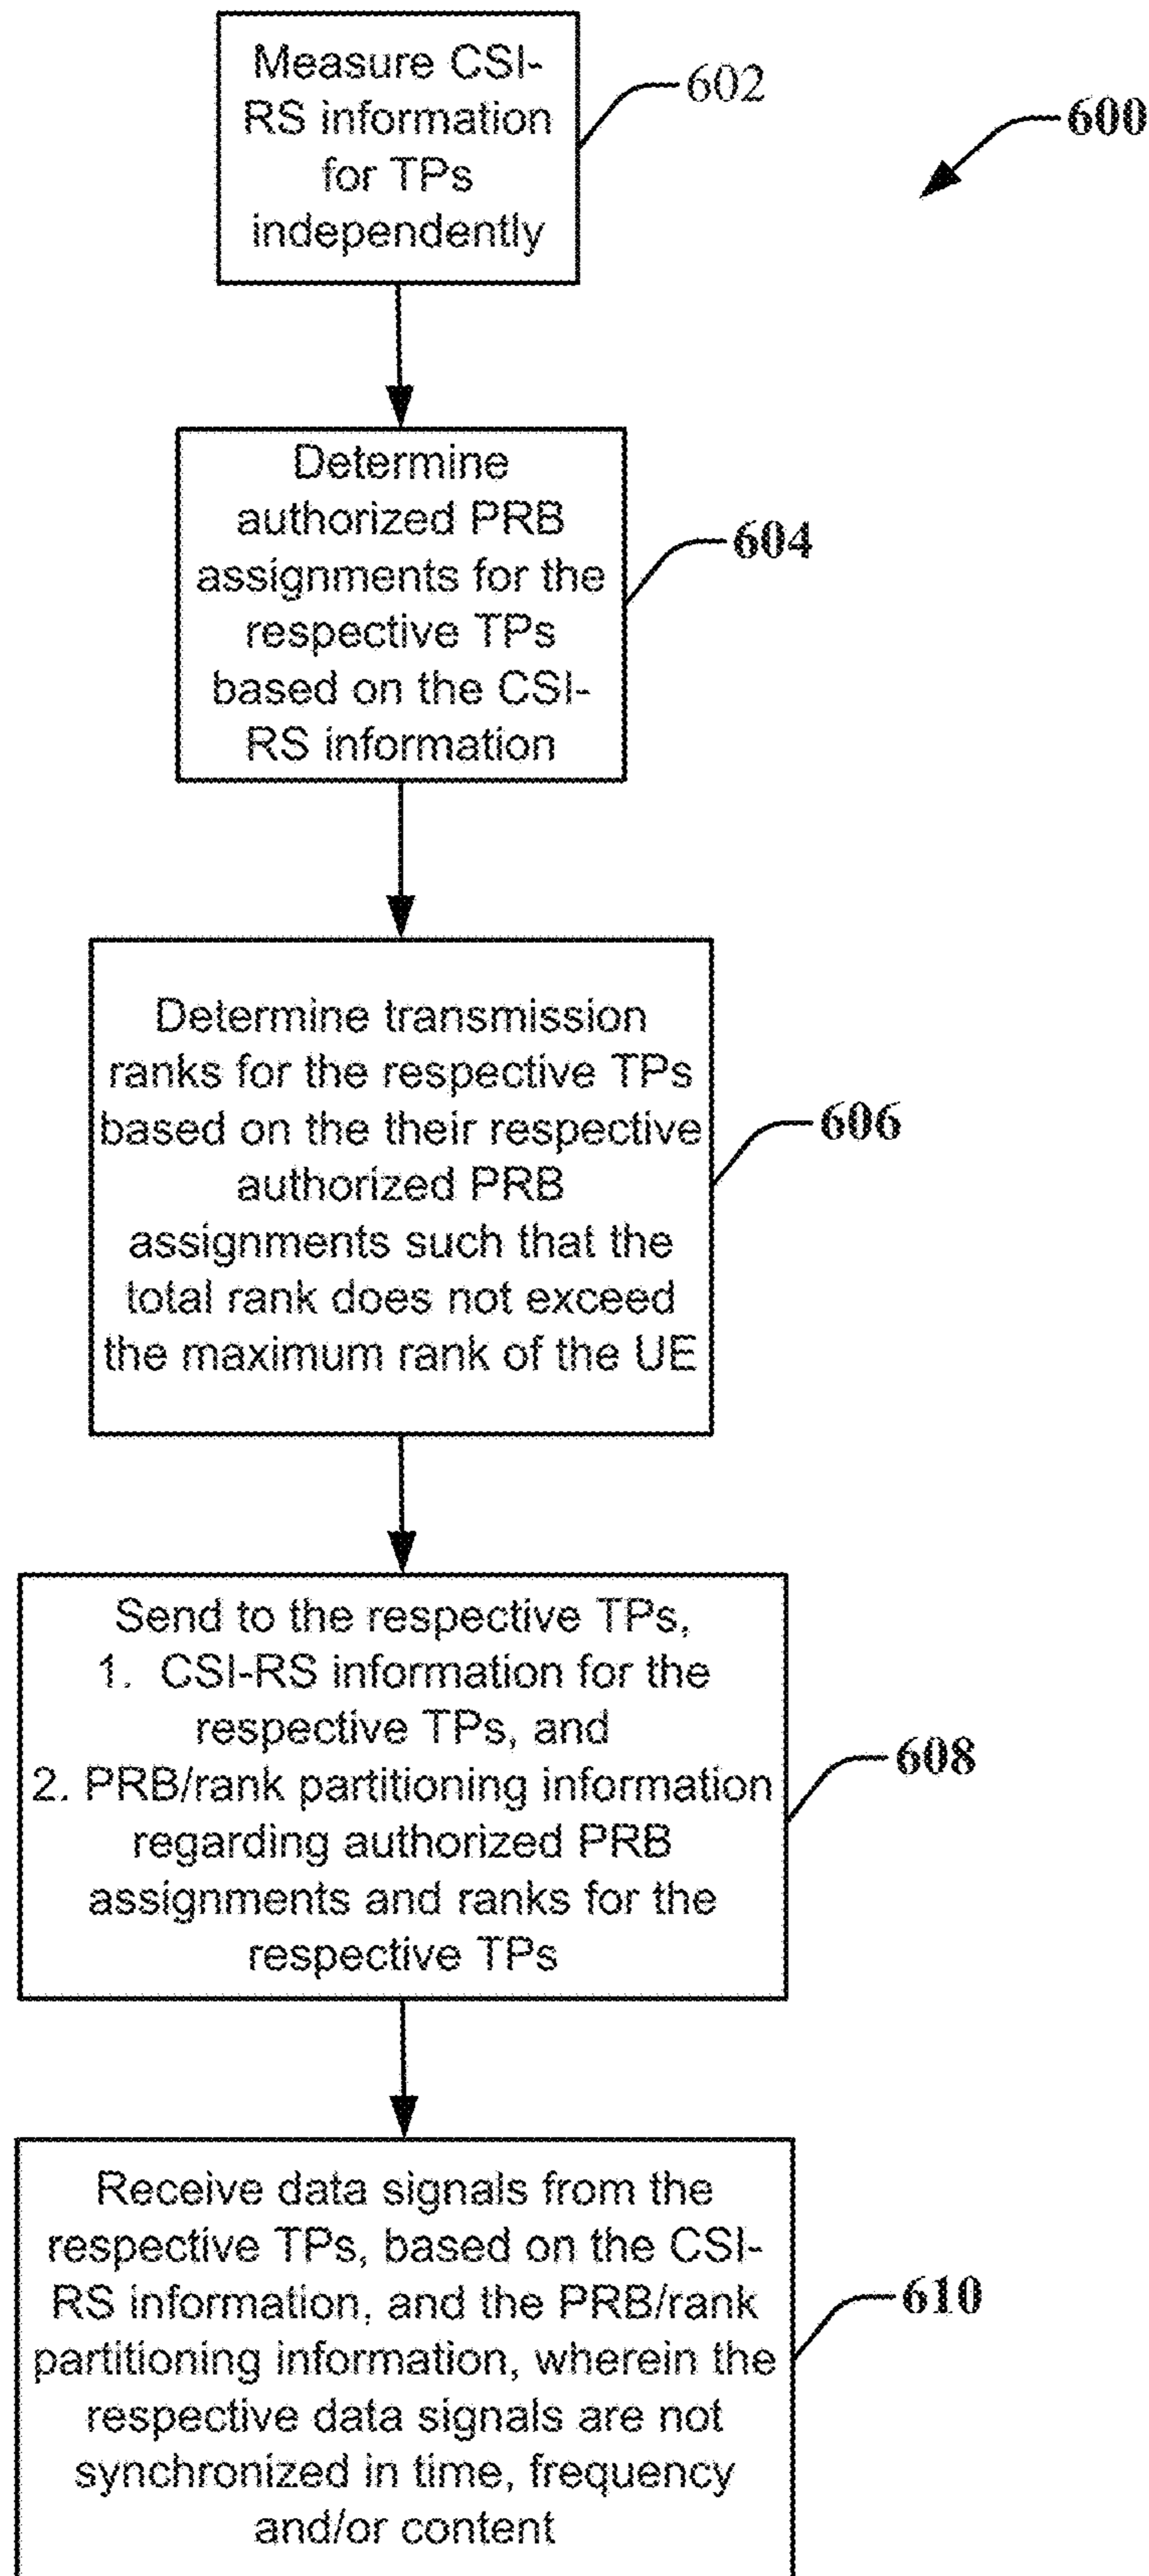 Measure CSI-
RS information
for TPs
independently
602
600
Determine
authorized PRB
assignments for the
respective TPs
based on the CSI-
RS information
604
Determine transmission
ranks for the respective TPs
based on the their respective
authorized PRB
assignments such that the
total rank does not exceed
the maximum rank of the UE
606
Send to the respective TPs,
1. CSI-RS information for the
respective TPs, and
2. PRB/rank partitioning information
regarding authorized PRB
assignments and ranks for the
respective TPs
608
Receive data signals from the
respective TPs, based on the CSI-
RS information, and the PRB/rank
partitioning information, wherein the
respective data signals are not
synchronized in time, frequency
and/or content
610